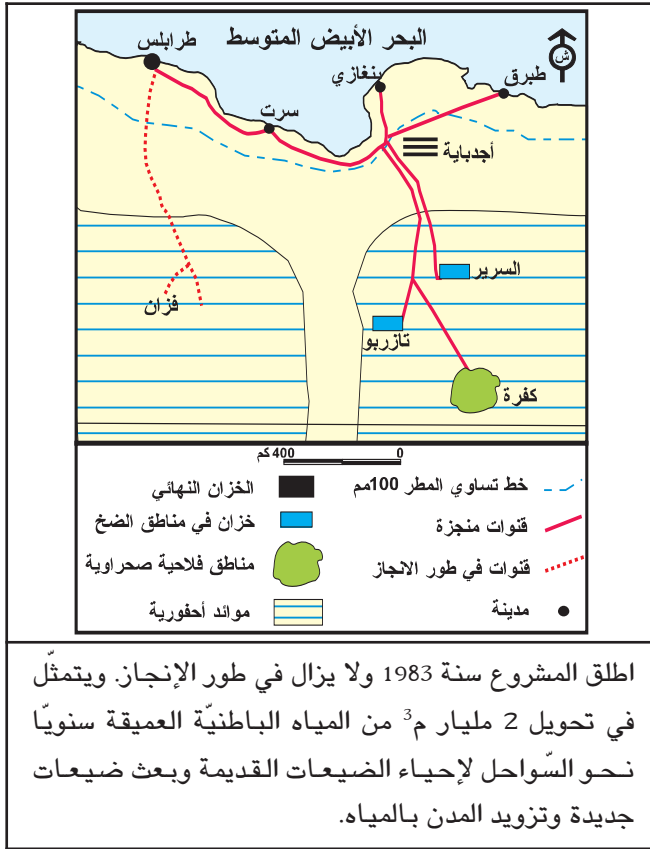 البحر الأبيض المتوسط
ش
طرابلس
بنغازي
طبرق
سرت
أجدباية
السرير
فزان
تازربو
كفرة
400 كم
0
خط تساوي المطر 100مم
الخزان النهائي
قنوات منجزة
خزان في مناطق الضخ
قنوات في طور الانجاز
مناطق فلاحية صحراوية
مدينة
موائد أحفورية
اطلق المشروع سنة 1983 ولا يزال في طور الإنجاز. ويتمثّل
في تحويل 2 مليار م³ من المياه الباطنيّة العميقة سنويّا
نحو السّواحل لإحياء الضيعات القديمة وبعث ضيعات
جديدة وتزويد المدن بالمياه.